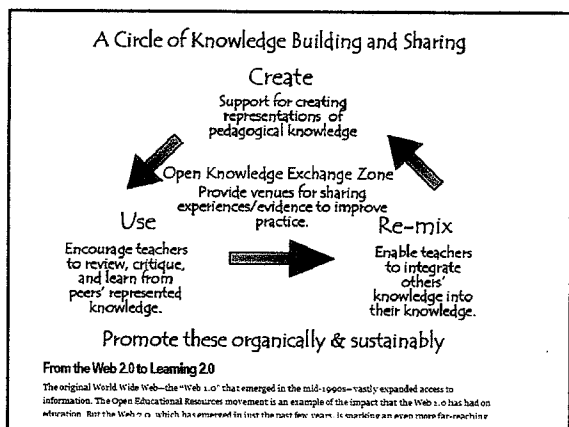 A Circle of Knowledge Building and Sharing
Create
Support for creating
representations of
pedagogical knowledge
Open Knowledge Exchange Zone
Provide venues for sharing
experiences/evidence to improve
practice.
Use
Encourage teachers
to review, critique,
and learn from
peers' represented
knowledge.
Re-mix
Enable teachers
to integrate
others'
knowledge into
their knowledge.
Promote these organically & sustainably
From the Web 2.0 to Learning 2.0
The original World Wide Web—the "Web 1.0" that emerged in the mid-1990s—vastly expanded access to
information. The Open Educational Resources movement is an example of the impact that the Web 1.0 has had on
education. But the Web 2.0, which has emerged in just the past few years, is sparking an even more far-reaching